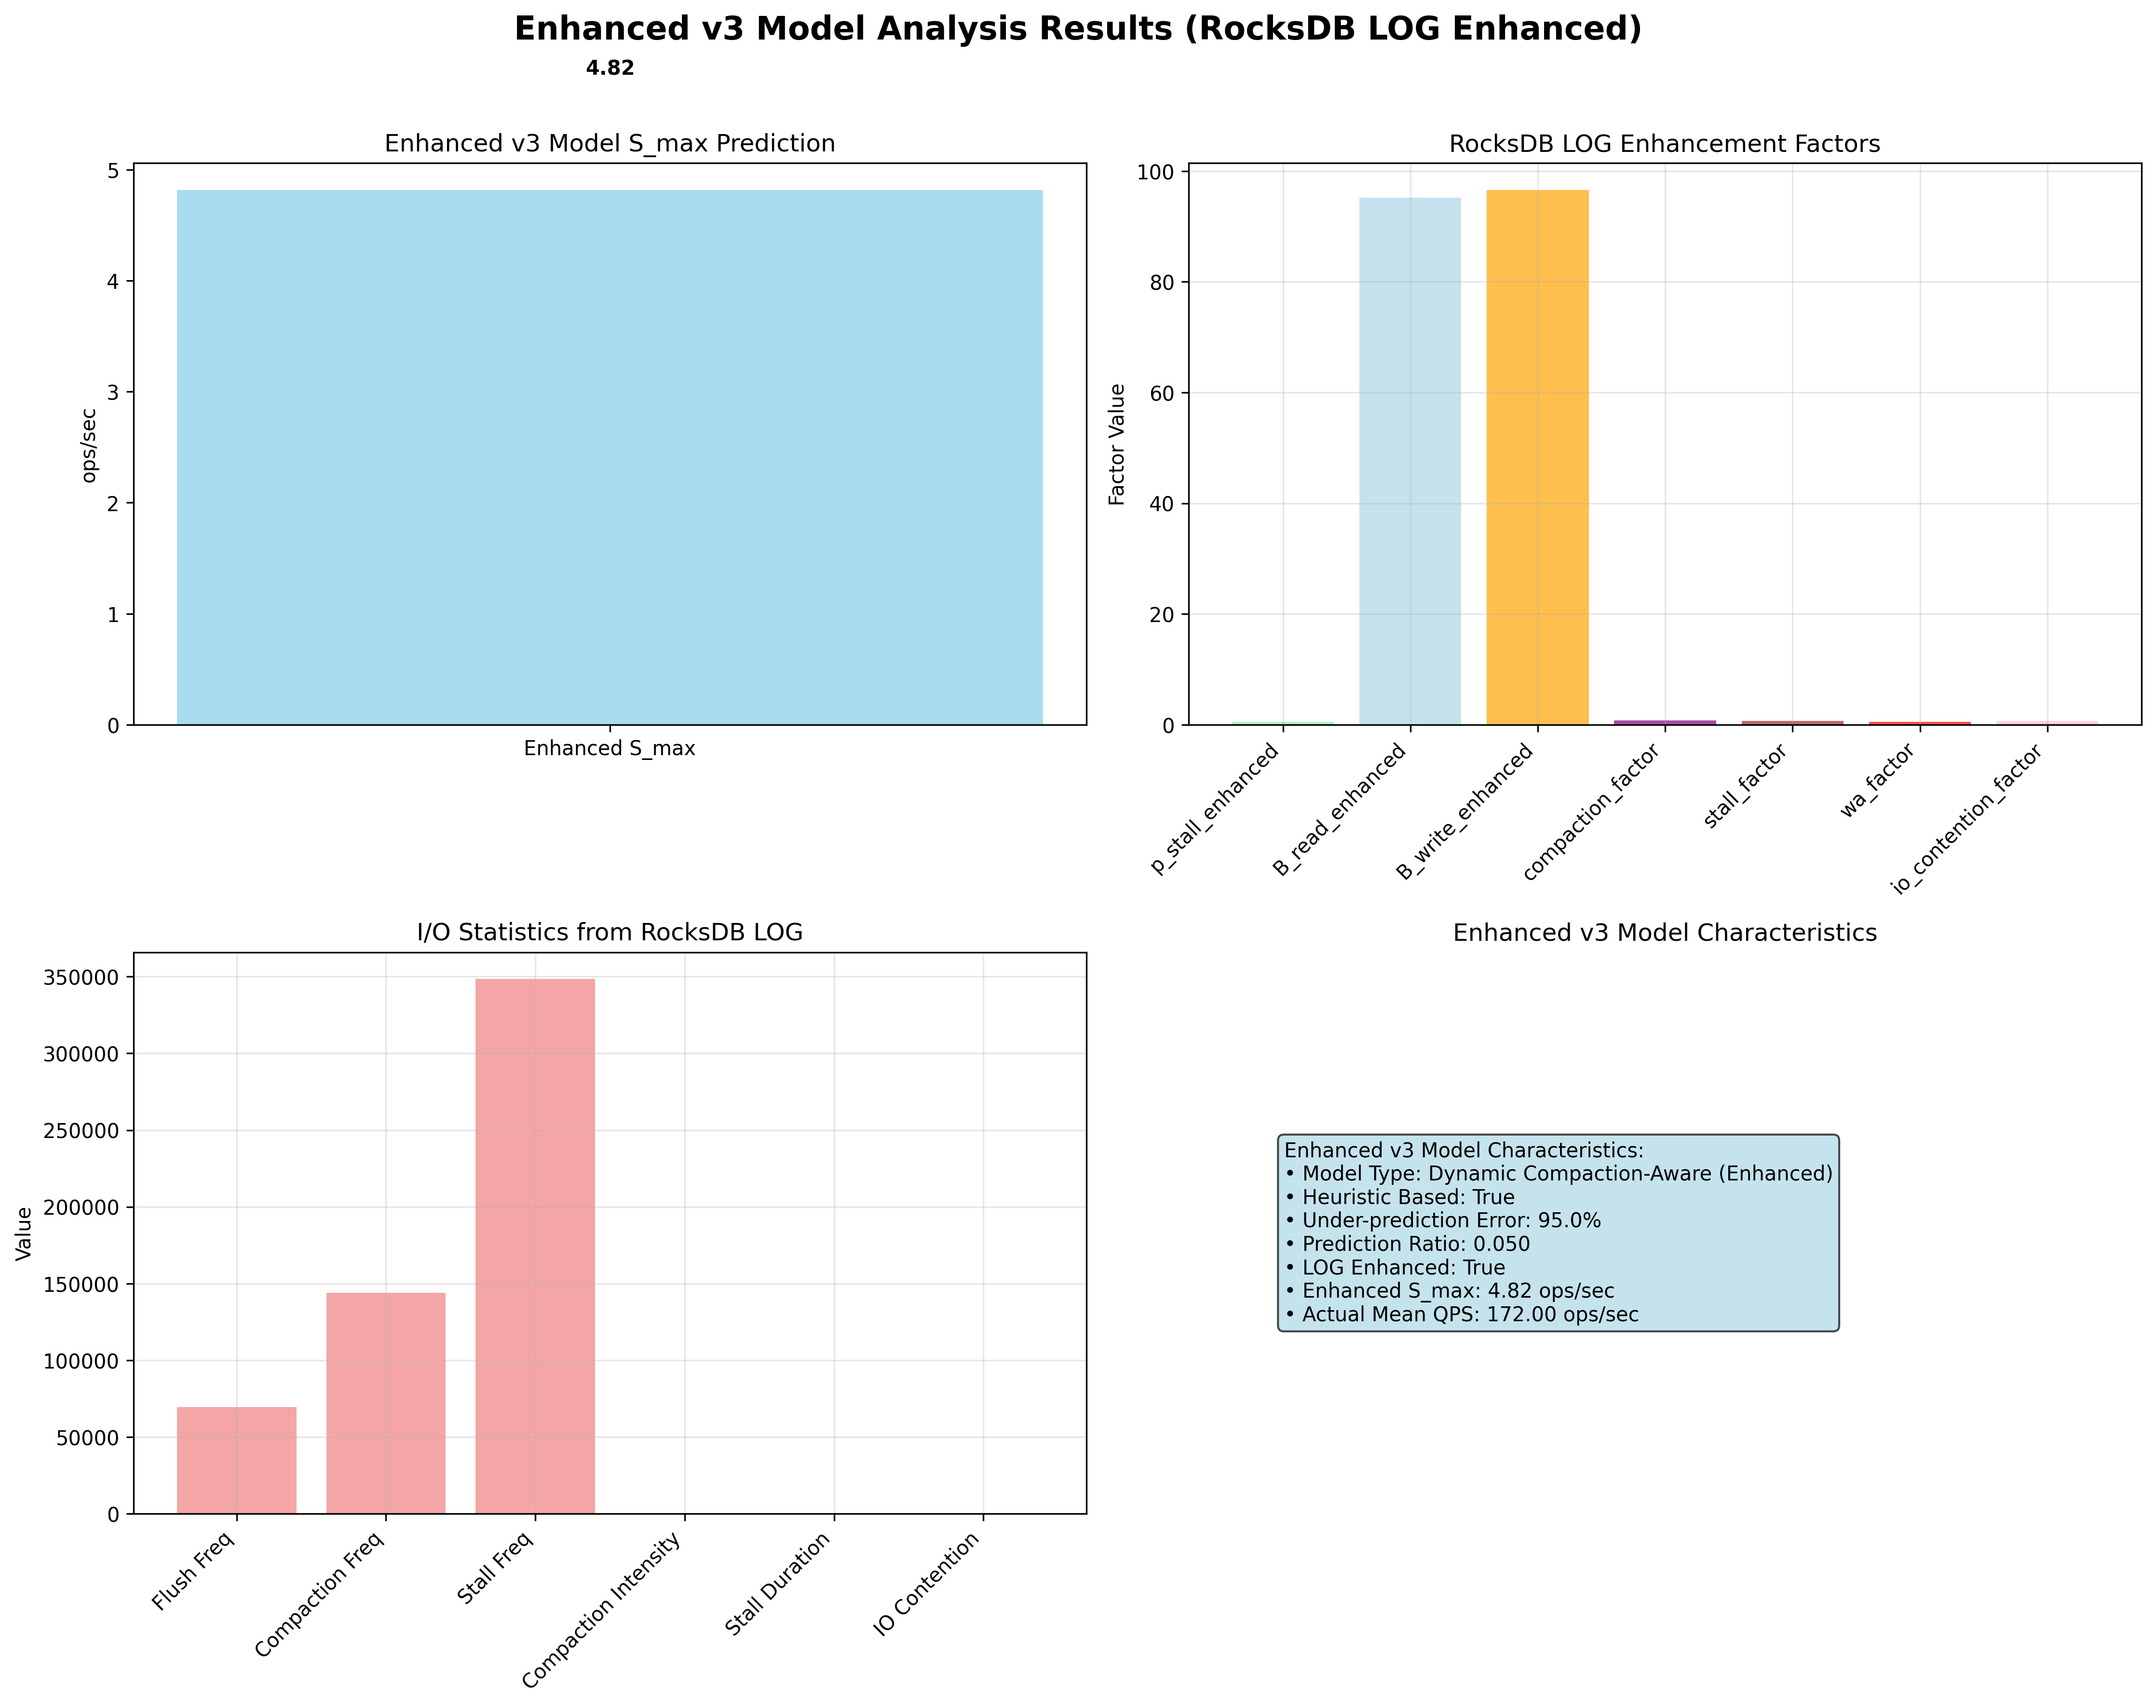 Enhanced v3 Model Analysis Results (RocksDB LOG Enhanced)
4.82
Enhanced v3 Model S_max Prediction
5
4
3
2
1
0
ops/sec
Enhanced S_max
RocksDB LOG Enhancement Factors
100
80
60
40
20
0
Factor Value
p_stall_enhanced
B_read_enhanced
B_write_enhanced
compaction_factor
stall_factor
wa_factor
io_contention_factor
I/O Statistics from RocksDB LOG
350000
300000
250000
200000
150000
100000
50000
0
Value
Flush Freq
Compaction Freq
Stall Freq
Compaction Intensity
Stall Duration
IO Contention
Enhanced v3 Model Characteristics
Enhanced v3 Model Characteristics:
• Model Type: Dynamic Compaction-Aware (Enhanced)
• Heuristic Based: True
• Under-prediction Error: 95.0%
• Prediction Ratio: 0.050
• LOG Enhanced: True
• Enhanced S_max: 4.82 ops/sec
• Actual Mean QPS: 172.00 ops/sec